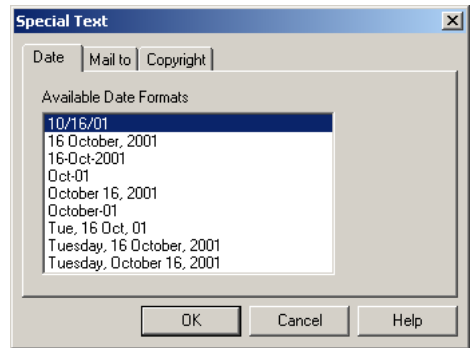 Special Text
Date Mail to Copyright
Available Date Formats
10/16/01
16 October, 2001
16-Oct-2001
Oct-01
October 16, 2001
October-01
Tue, 16 Oct, 01
Tuesday, 16 October, 2001
Tuesday, October 16, 2001
OK Cancel Help